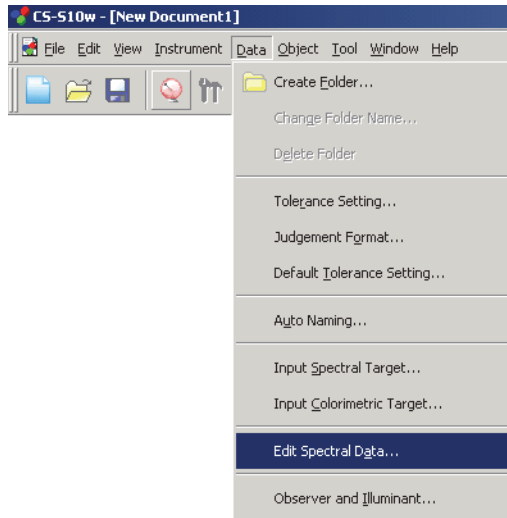 CS-S10w - [New Document1]
File Edit View Instrument Data Object Tool Window Help
Create Folder...
Change Folder Name...
Delete Folder
Tolerance Setting...
Judgement Format...
Default Tolerance Setting...
Auto Naming...
Input Spectral Target...
Input Colorimetric Target...
Edit Spectral Data...
Observer and Illuminant...